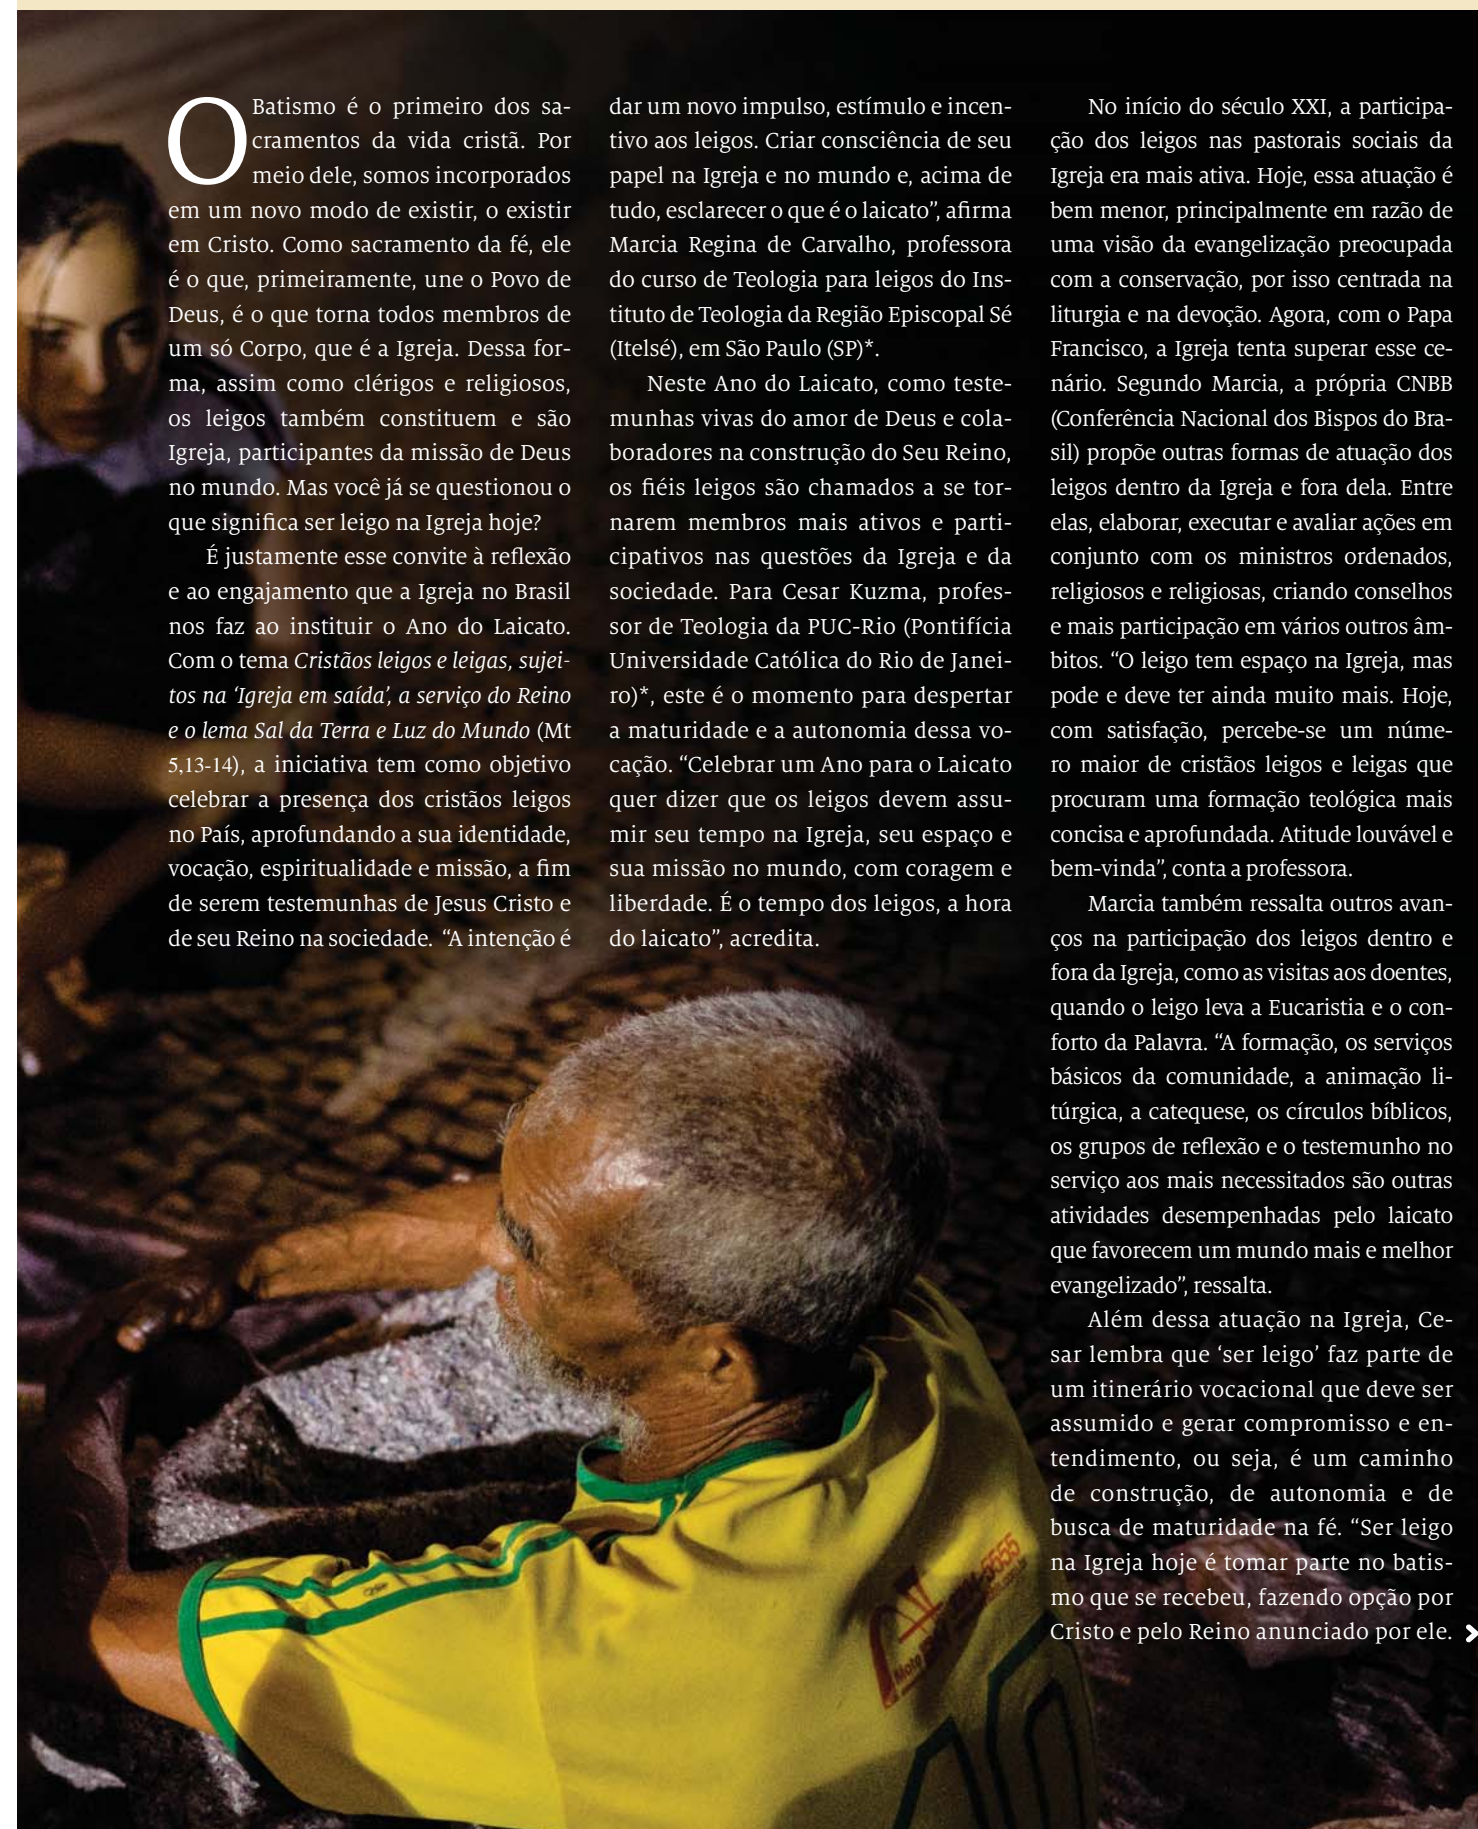 O Batismo é o primeiro dos sa-
cramentos da vida cristã. Por
meio dele, somos incorporados
em um novo modo de existir, o existir
em Cristo. Como sacramento da fé, ele
é o que, primeiramente, une o Povo de
Deus, é o que torna todos membros de
um só Corpo, que é a Igreja. Dessa for-
ma, assim como clérigos e religiosos,
os leigos também constituem e são
Igreja, participantes da missão de Deus
no mundo. Mas você já se questionou o
que significa ser leigo na Igreja hoje?
É justamente esse convite à reflexão
e ao engajamento que a Igreja no Brasil
nos faz ao instituir o Ano do Laicato.
Com o tema Cristãos leigos e leigas, sujei-
tos na ‘Igreja em saída’, a serviço do Reino
e o lema Sal da Terra e Luz do Mundo (Mt
5,13-14), a iniciativa tem como objetivo
celebrar a presença dos cristãos leigos
no País, aprofundando a sua identidade,
vocação, espiritualidade e missão, a fim
de serem testemunhas de Jesus Cristo e
de seu Reino na sociedade. “A intenção é
dar um novo impulso, estímulo e incen-
tivo aos leigos. Criar consciência de seu
papel na Igreja e no mundo e, acima de
tudo, esclarecer o que é o laicato”, afirma
Marcia Regina de Carvalho, professora
do curso de Teologia para leigos do Ins-
tituto de Teologia da Região Episcopal Sé
(Itelsé), em São Paulo (SP)*.
Neste Ano do Laicato, como teste-
munhas vivas do amor de Deus e cola-
boradores na construção do Seu Reino,
os fiéis leigos são chamados a se tor-
narem membros mais ativos e parti-
cipativos nas questões da Igreja e da
sociedade. Para Cesar Kuzma, profes-
sor de Teologia da PUC-Rio (Pontifícia
Universidade Católica do Rio de Janei-
ro)*, este é o momento para despertar
a maturidade e a autonomia dessa vo-
cação. “Celebrar um Ano para o Laicato
quer dizer que os leigos devem assu-
mir seu tempo na Igreja, seu espaço e
sua missão no mundo, com coragem e
liberdade. É o tempo dos leigos, a hora
do laicato”, acredita.
No início do século XXI, a participa-
ção dos leigos nas pastorais sociais da
Igreja era mais ativa. Hoje, essa atuação é
bem menor, principalmente em razão de
uma visão da evangelização preocupada
com a conservação, por isso centrada na
liturgia e na devoção. Agora, com o Papa
Francisco, a Igreja tenta superar esse ce-
nário. Segundo Marcia, a própria CNBB
(Conferência Nacional dos Bispos do Bra-
sil) propõe outras formas de atuação dos
leigos dentro da Igreja e fora dela. Entre
elas, elaborar, executar e avaliar ações em
conjunto com os ministros ordenados,
religiosos e religiosas, criando conselhos
e mais participação em vários outros âm-
bitos. “O leigo tem espaço na Igreja, mas
pode e deve ter ainda muito mais. Hoje,
com satisfação, percebe-se um núme-
ro maior de cristãos leigos e leigas que
procuram uma formação teológica mais
concisa e aprofundada. Atitude louvável e
bem-vinda”, conta a professora.
Marcia também ressalta outros avan-
ços na participação dos leigos dentro e
fora da Igreja, como as visitas aos doentes,
quando o leigo leva a Eucaristia e o con-
forto da Palavra. “A formação, os serviços
básicos da comunidade, a animação li-
túrgica, a catequese, os círculos bíblicos,
os grupos de reflexão e o testemunho no
serviço aos mais necessitados são outras
atividades desempenhadas pelo laicato
que favorecem um mundo mais e melhor
evangelizado”, ressalta.
Além dessa atuação na Igreja, Ce-
sar lembra que ‘ser leigo’ faz parte de
um itinerário vocacional que deve ser
assumido e gerar compromisso e en-
tendimento, ou seja, é um caminho
de construção, de autonomia e de
busca de maturidade na fé. “Ser leigo
na Igreja hoje é tomar parte no batis-
mo que se recebeu, fazendo opção por
Cristo e pelo Reino anunciado por ele.
Moto